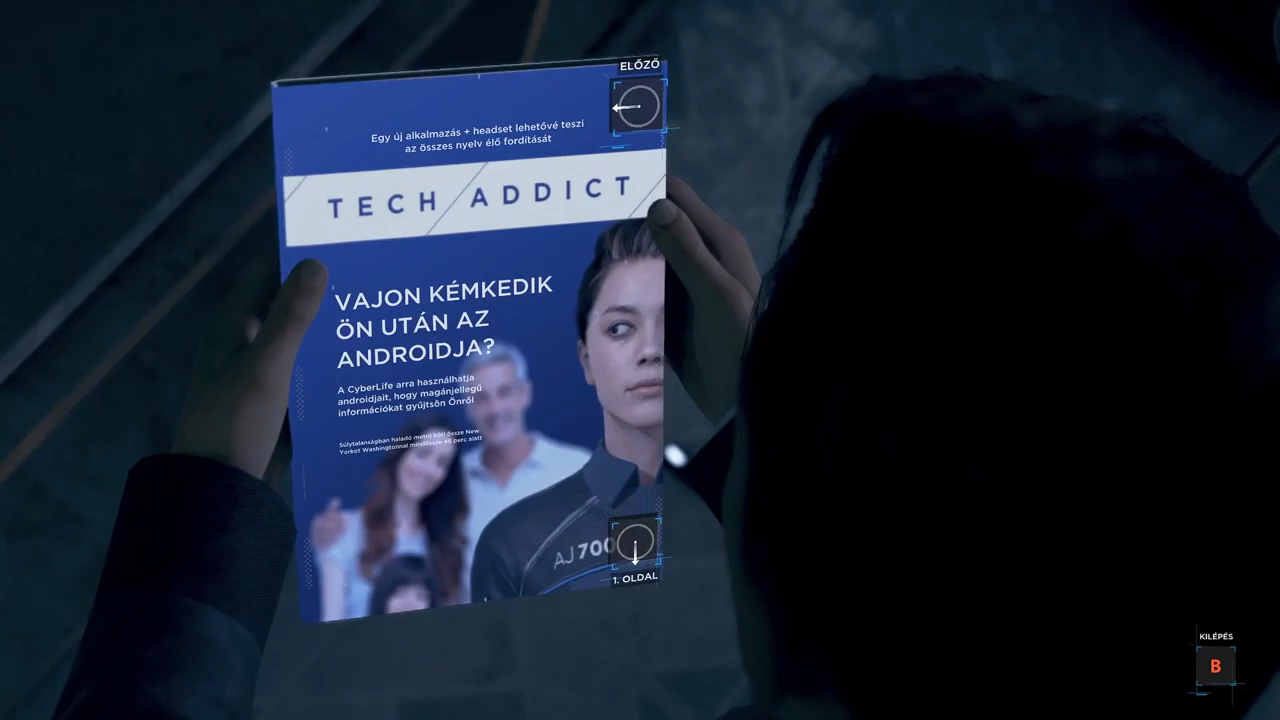 ELŐZŐ
Egy új alkalmazás + headset lehetővé teszi
az összes nyelv élő fordítását
TECH ADDICT
VAJON KÉMKEDIK
ÖN UTÁN AZ
ANDROIDJA?
A CyberLife arra használhatja
androidjait, hogy magánjellegű
információkat gyűjtsön Önről
Súlytalanságban haladó metró köti össze New
Yorkot Washingtonnal mindössze 45 perc alatt
AJ700
1. OLDAL
KILÉPÉS
B